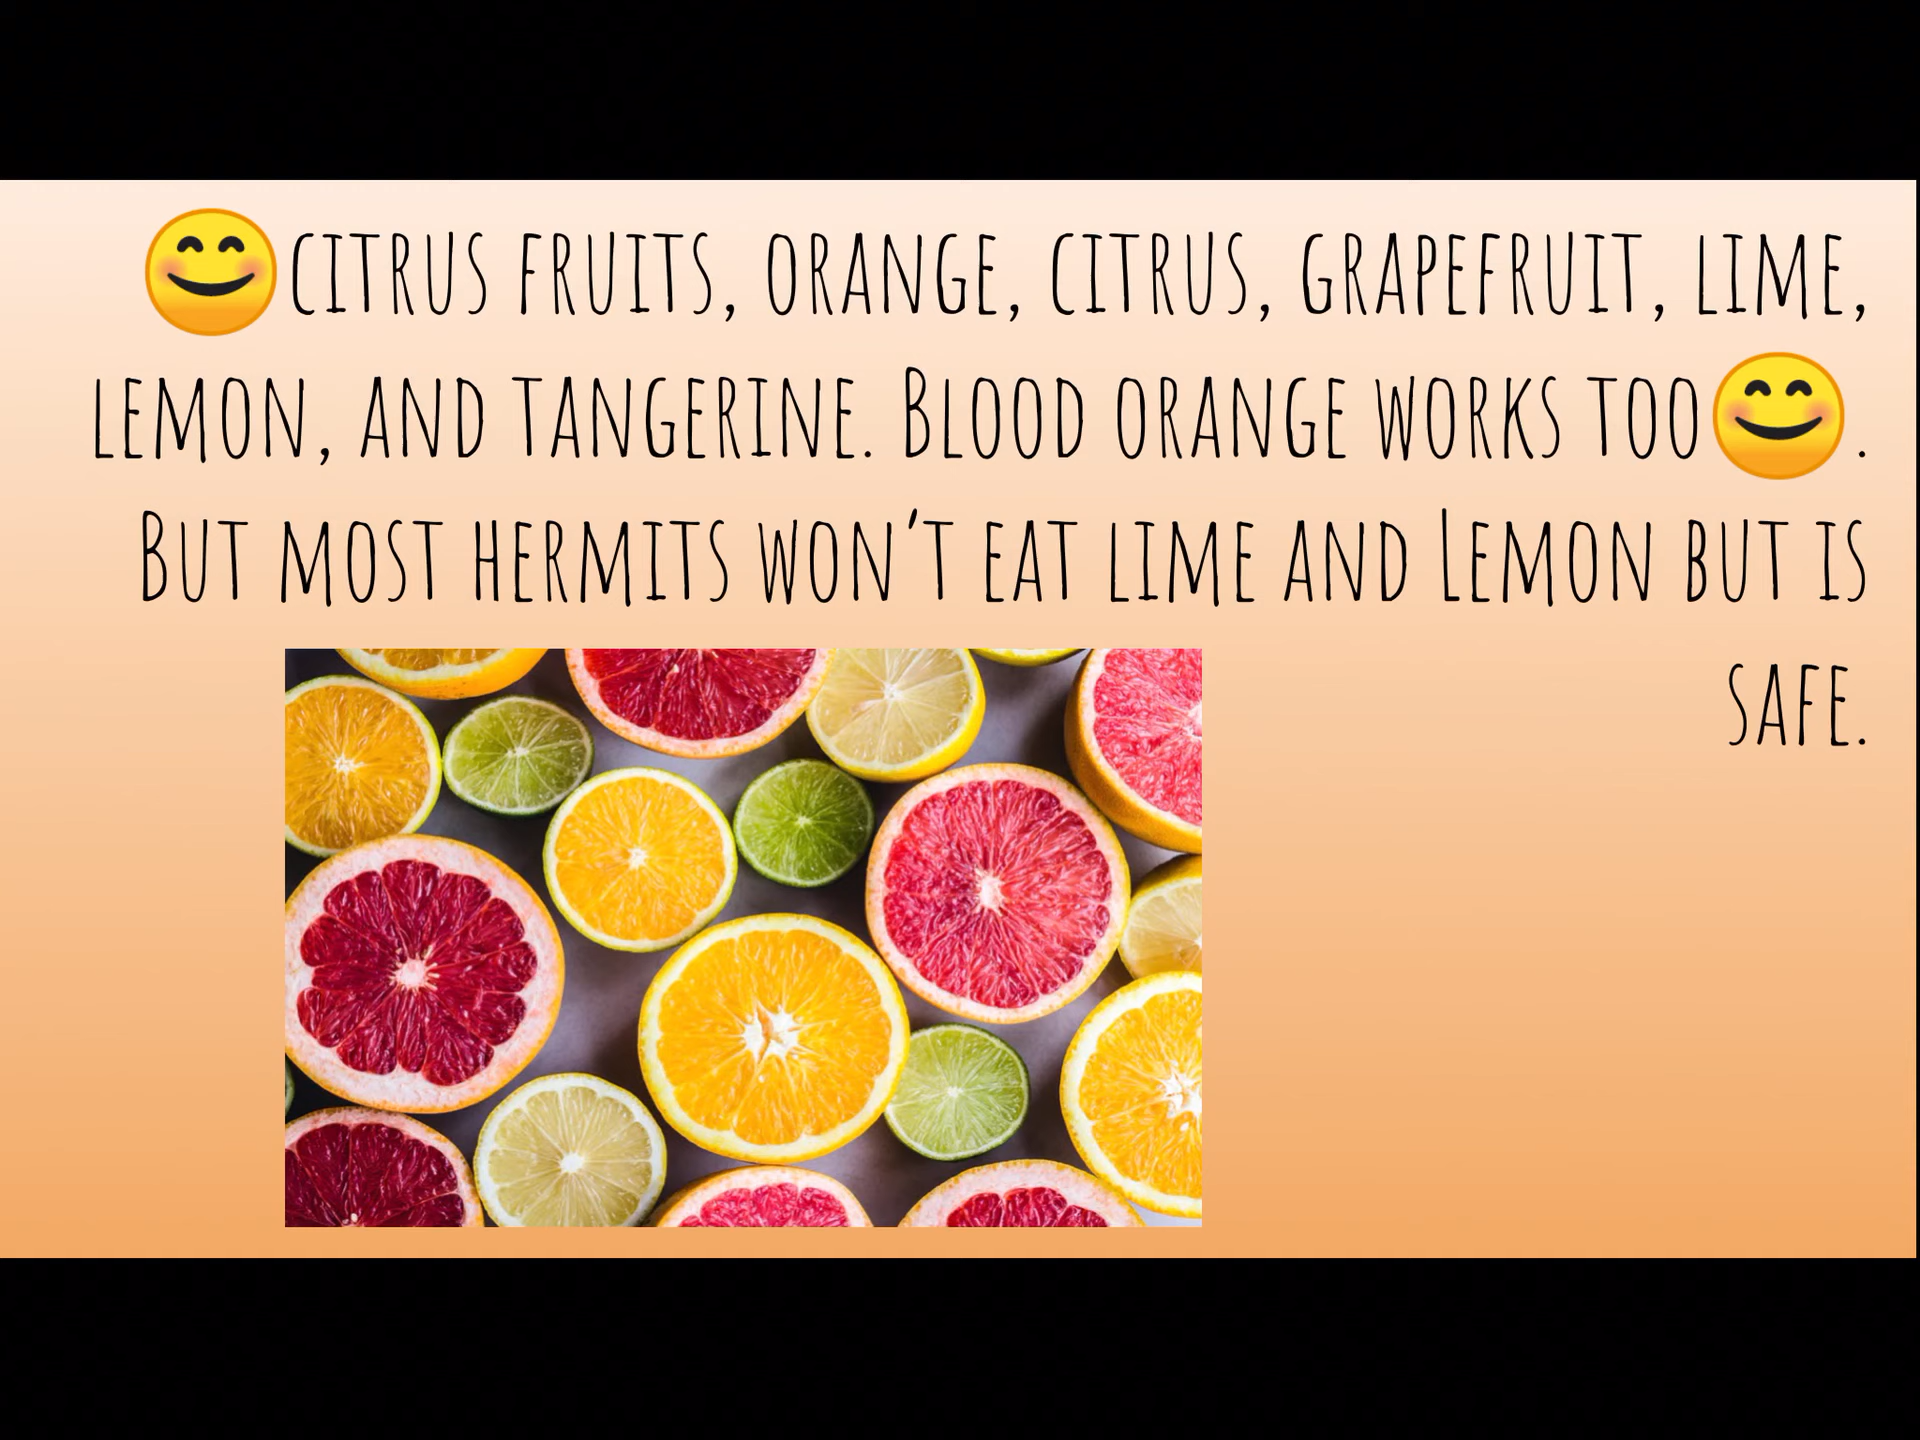 😊CITRUS FRUITS, ORANGE, CITRUS, GRAPEFRUIT, LIME,
LEMON, AND TANGERINE. BLOOD ORANGE WORKS TOO😊.
BUT MOST HERMITS WON'T EAT LIME AND LEMON BUT IS
SAFE.